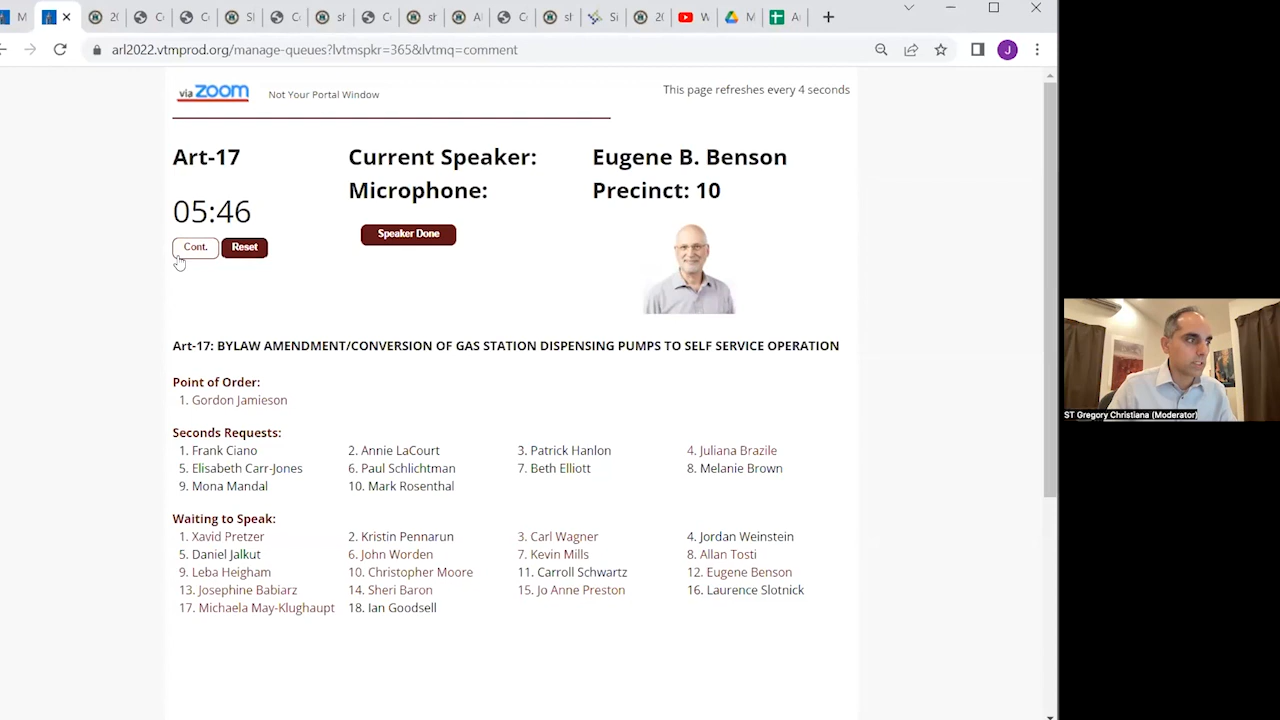 M
C
C
S
sh
C
sh
A
C
sh
Si
20
W
M
A
arl2022.vtmprod.org/manage-queues?lvtmspkr=365&lvtmq=comment
J
via zoom Not Your Portal Window This page refreshes every 4 seconds
Art-17 Current Speaker: Eugene B. Benson
Microphone: Precinct: 10
05:46
Speaker Done
Cont. Reset
Art-17: BYLAW AMENDMENT/CONVERSION OF GAS STATION DISPENSING PUMPS TO SELF SERVICE OPERATION
Point of Order:
1. Gordon Jamieson
Seconds Requests:
1. Frank Ciano 2. Annie LaCourt 3. Patrick Hanlon 4. Juliana Brazile
5. Elisabeth Carr-Jones 6. Paul Schlichtman 7. Beth Elliott 8. Melanie Brown
9. Mona Mandal 10. Mark Rosenthal
ST Gregory Christiana (Moderator)
Waiting to Speak:
1. Xavid Pretzer 2. Kristin Pennarun 3. Carl Wagner 4. Jordan Weinstein
5. Daniel Jalkut 6. John Worden 7. Kevin Mills 8. Allan Tosti
9. Leba Heigham 10. Christopher Moore 11. Carroll Schwartz 12. Eugene Benson
13. Josephine Babiarz 14. Sheri Baron 15. Jo Anne Preston 16. Laurence Slotnick
17. Michaela May-Klughaupt 18. Ian Goodsell